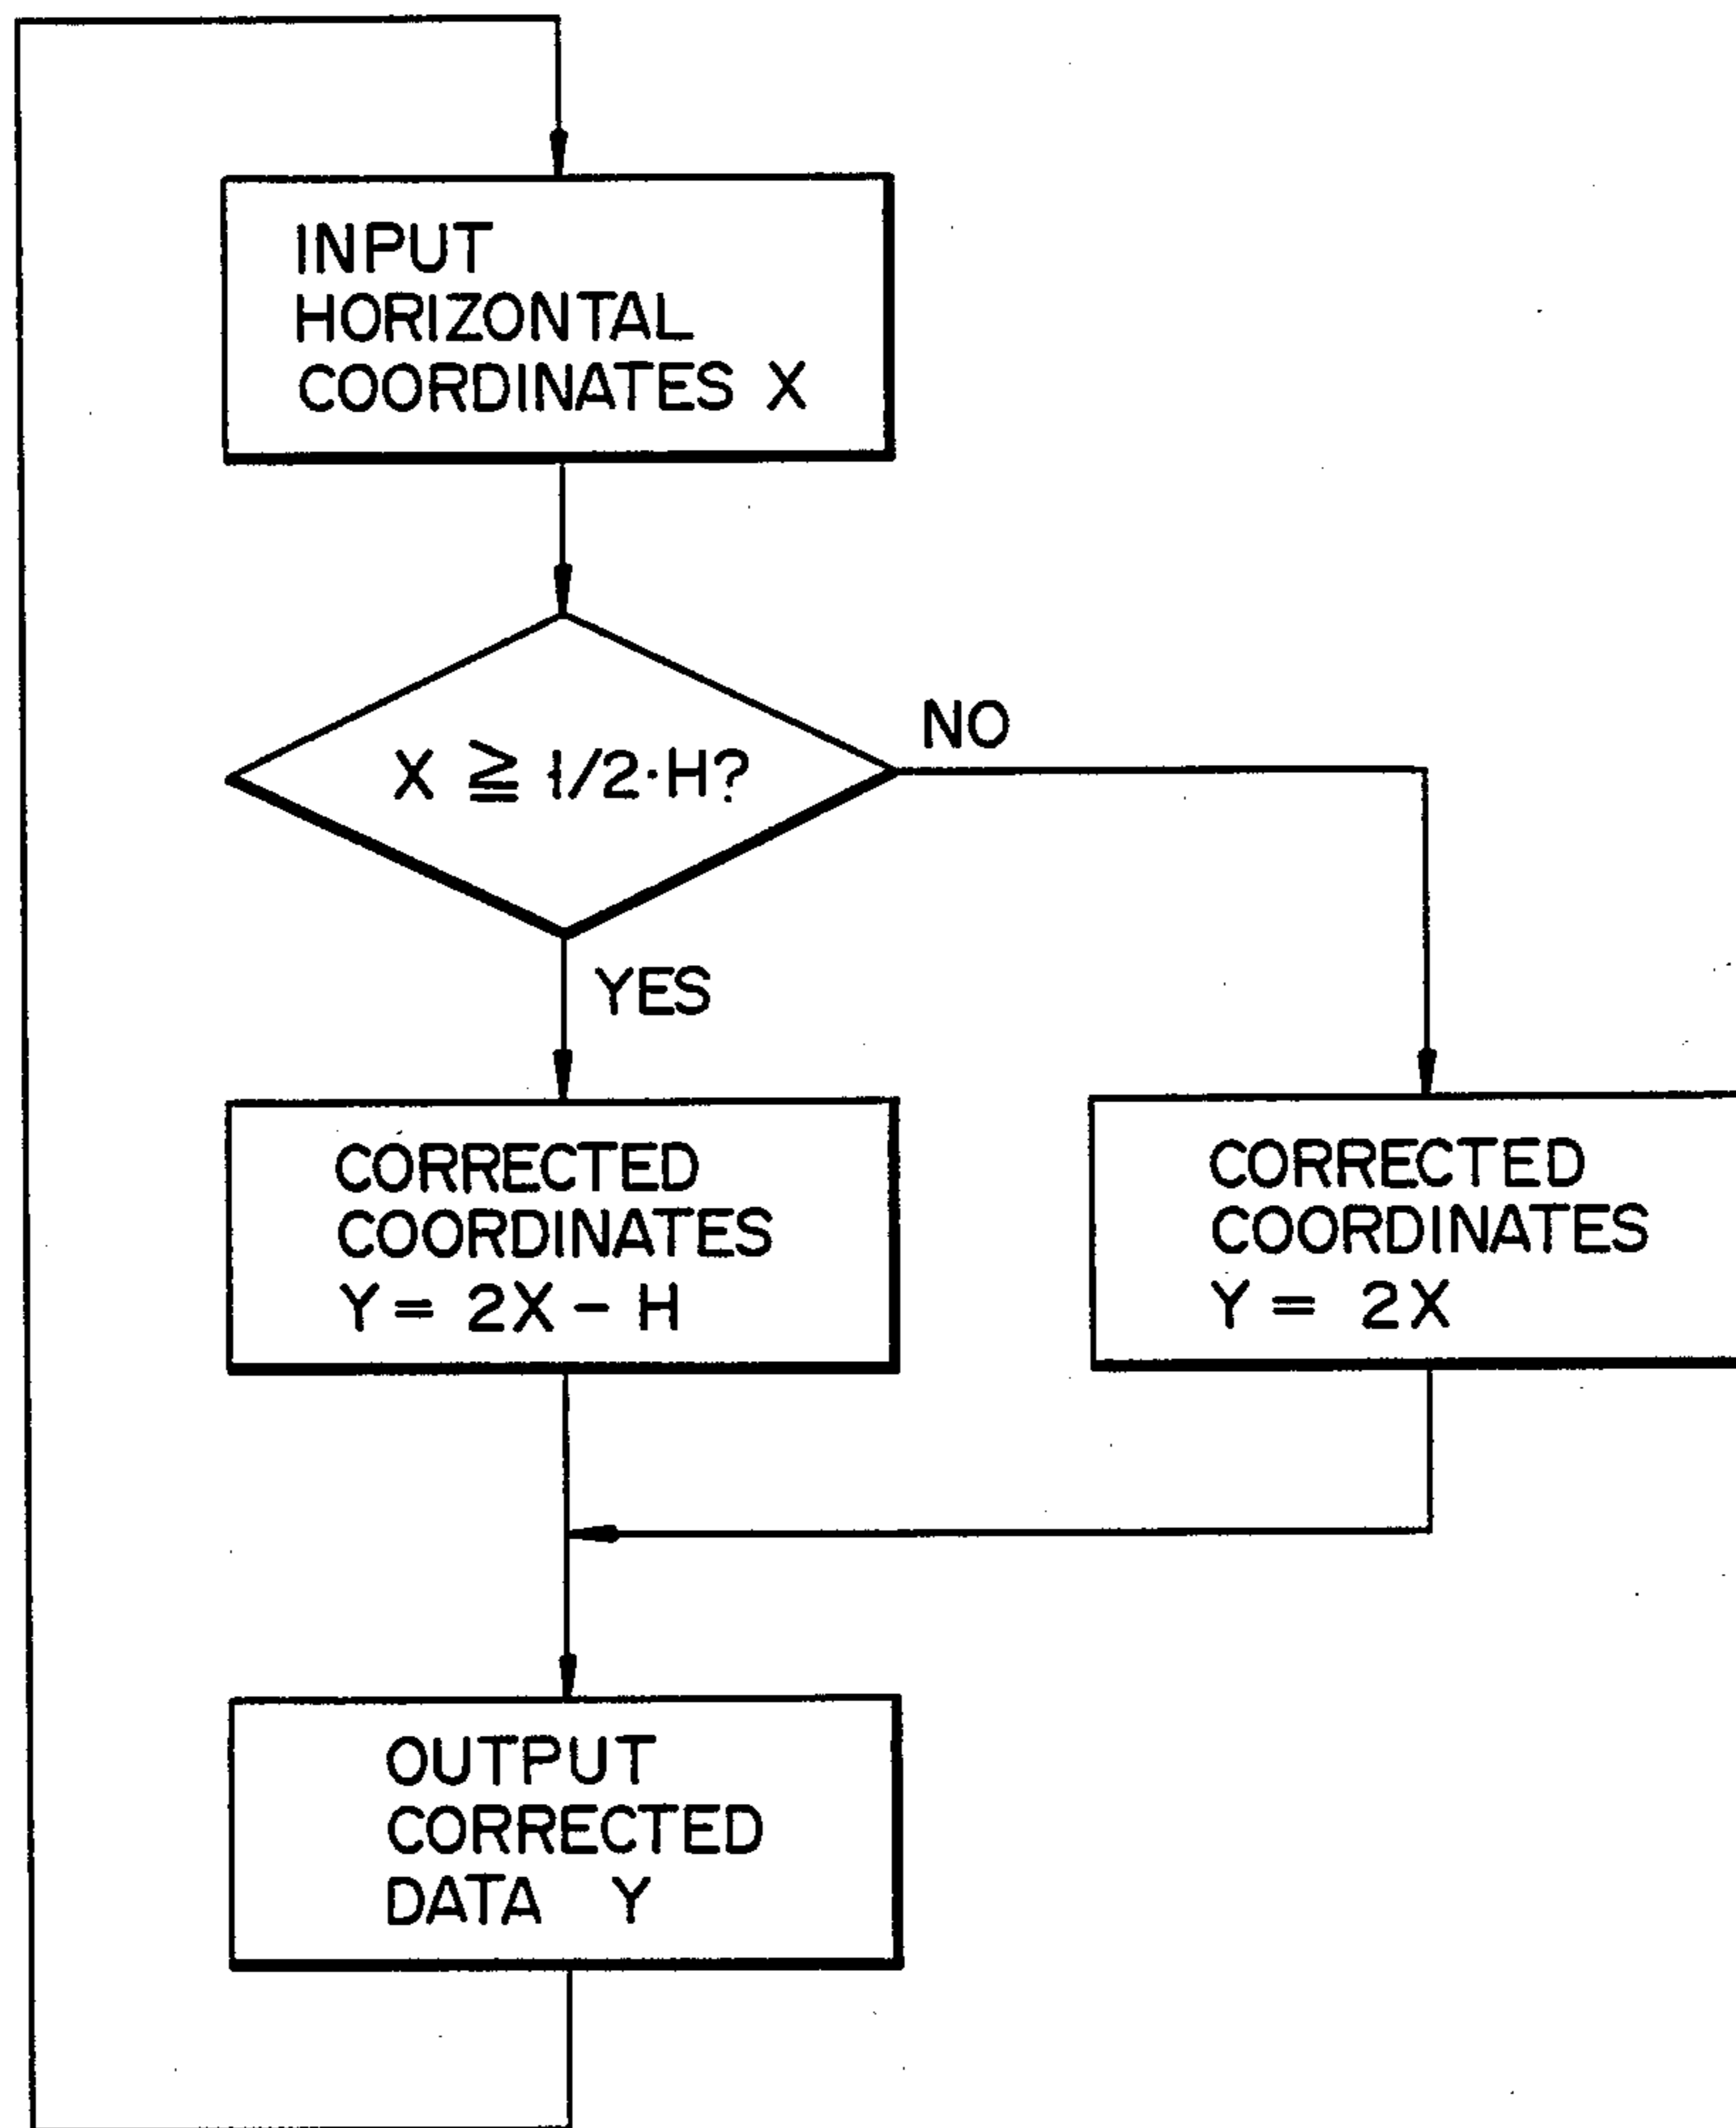 INPUT
HORIZONTAL
COORDINATES X
X ≧ 1/2·H?
NO
YES
CORRECTED
COORDINATES
Y = 2X - H
CORRECTED
COORDINATES
Y = 2X
OUTPUT
CORRECTED
DATA Y